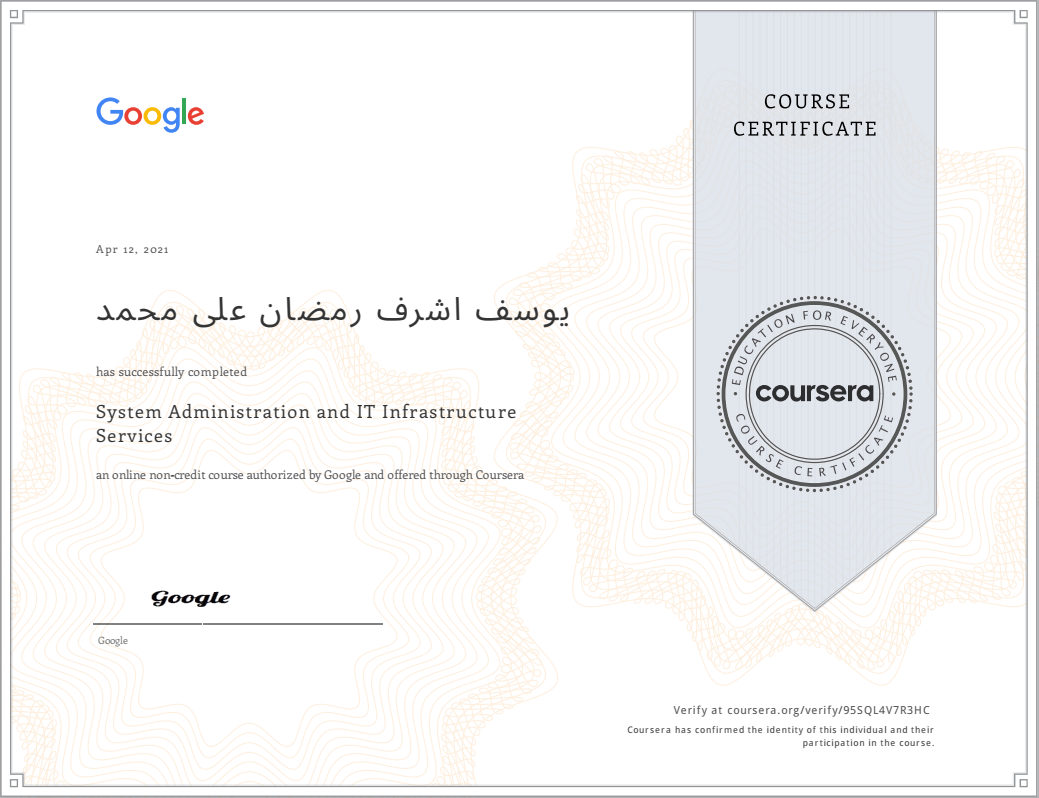 Google
COURSE
CERTIFICATE
Apr 12, 2021
يوسف اشرف رمضان على محمد
has successfully completed
System Administration and IT Infrastructure
Services
an online non-credit course authorized by Google and offered through Coursera
EDUCATION FOR EVERYONE
coursera
COURSE CERTIFICATE
Google
Google
Verify at coursera.org/verify/95SQL4V7R3HC
Coursera has confirmed the identity of this individual and their
participation in the course.